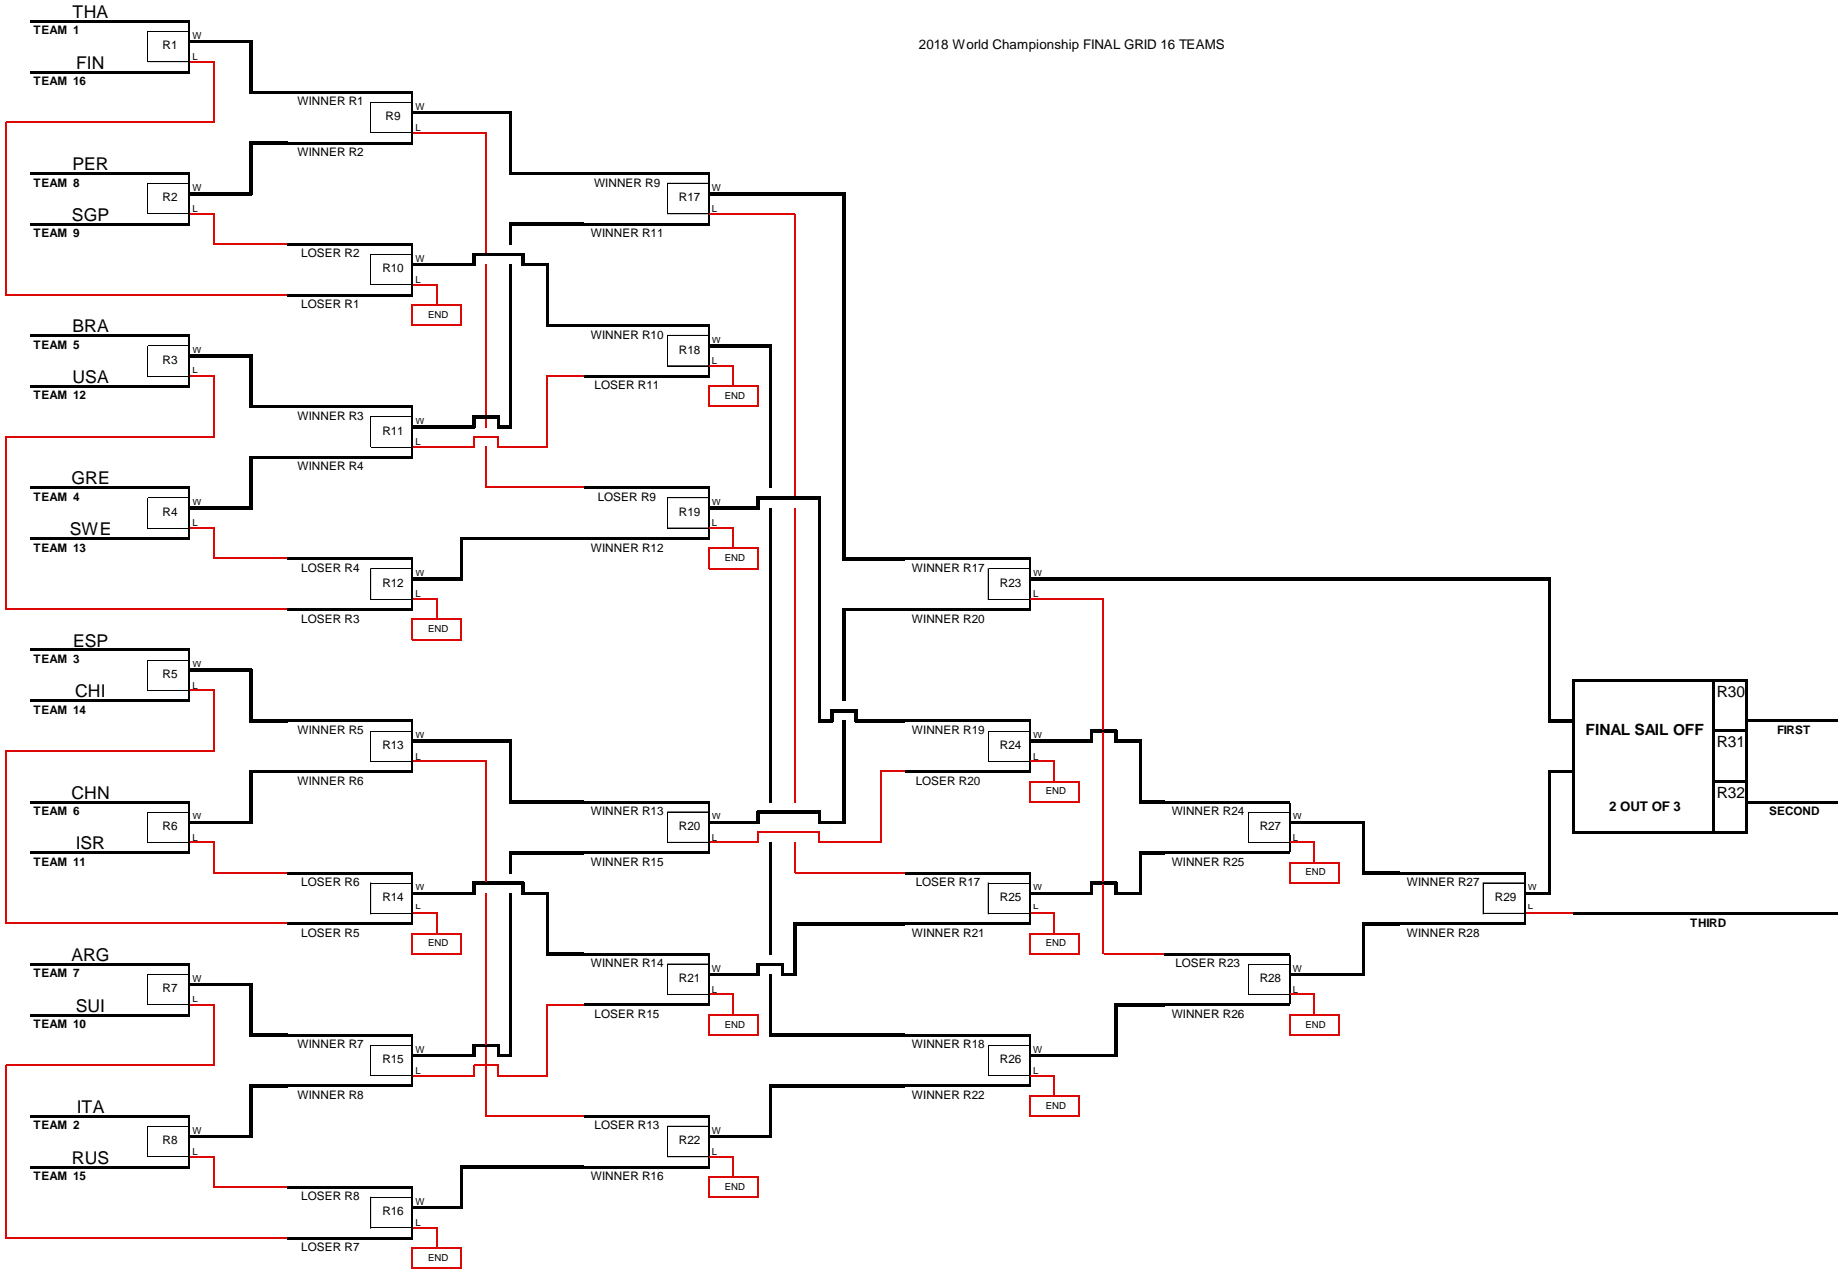 2018 World Championship FINAL GRID 16 TEAMS
THA
TEAM 1
R1
W
L
FIN
TEAM 16
WINNER R1
R9
W
L
WINNER R2
PER
TEAM 8
R2
W
L
SGP
TEAM 9
WINNER R9
R17
W
L
WINNER R11
LOSER R2
R10
W
L
LOSER R1
END
BRA
TEAM 5
R3
W
L
USA
TEAM 12
WINNER R10
R18
W
L
LOSER R11
END
WINNER R3
R11
W
L
WINNER R4
GRE
TEAM 4
R4
W
L
SWE
TEAM 13
LOSER R9
R19
W
L
WINNER R12
END
LOSER R4
R12
W
L
LOSER R3
END
WINNER R17
R23
W
L
WINNER R20
ESP
TEAM 3
R5
W
L
CHI
TEAM 14
WINNER R5
R13
W
L
WINNER R6
WINNER R19
R24
W
L
LOSER R20
END
FINAL SAIL OFF
2 OUT OF 3
R30
R31
R32
FIRST
SECOND
CHN
TEAM 6
R6
W
L
ISR
TEAM 11
WINNER R13
R20
W
L
WINNER R15
WINNER R24
R27
W
L
WINNER R25
END
LOSER R6
R14
W
L
LOSER R5
END
LOSER R17
R25
W
L
WINNER R21
END
WINNER R27
R29
W
L
WINNER R28
THIRD
ARG
TEAM 7
R7
W
L
SUI
TEAM 10
WINNER R14
R21
W
L
LOSER R15
END
LOSER R23
R28
W
L
WINNER R26
END
WINNER R7
R15
W
L
WINNER R8
WINNER R18
R26
W
L
WINNER R22
END
ITA
TEAM 2
R8
W
L
RUS
TEAM 15
LOSER R13
R22
W
L
WINNER R16
END
LOSER R8
R16
W
L
LOSER R7
END